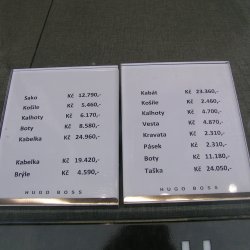 Sako Kč 12.790,-
Košile Kč 5.460,-
Kalhoty Kč 6.170,-
Boty Kč 8.580,-
Kabelka Kč 24.960,-
Kabelka Kč 19.420,-
Brýle Kč 4.590,-
HUGO BOSS
Kabát Kč 23.360,-
Košile Kč 2.460,-
Kalhoty Kč 4.700,-
Vesta Kč 4.870,-
Kravata Kč 2.310,-
Pásek Kč 2.310,-
Boty Kč 11.180,-
Taška Kč 24.050,-
HUGO BOSS